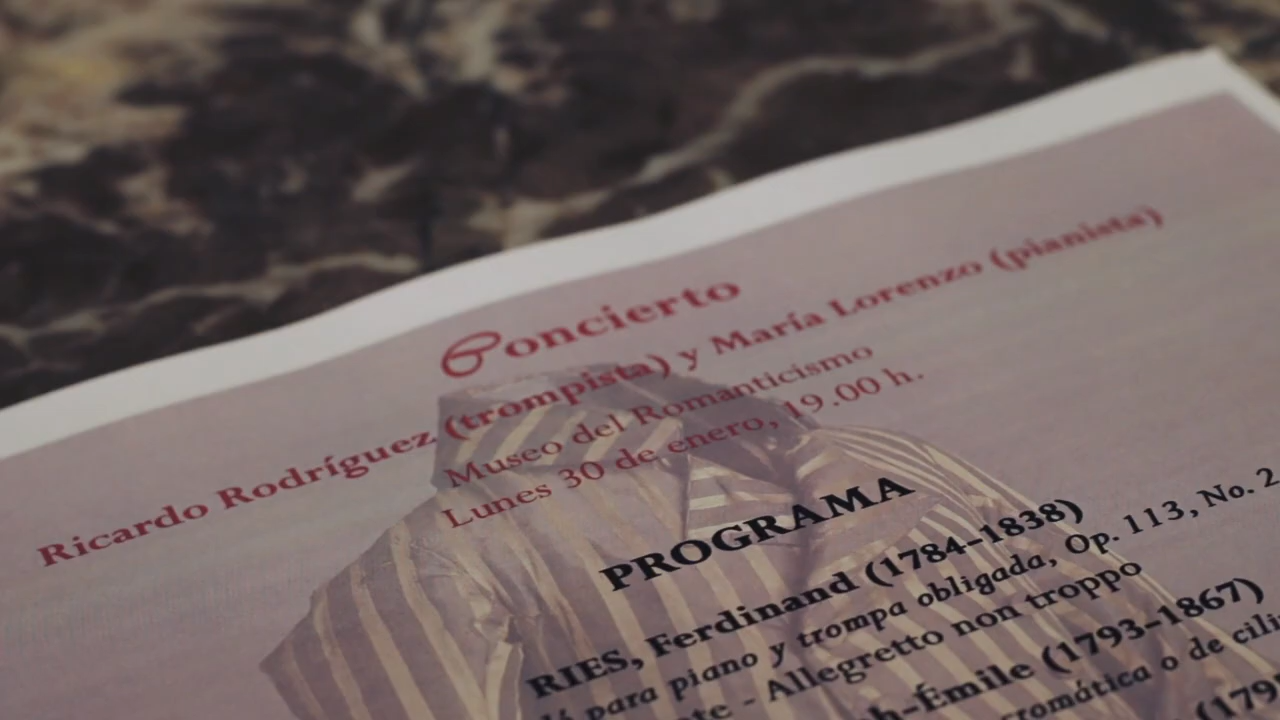 Concierto
Ricardo Rodríguez (trompista) y María Lorenzo (pianista)
Museo del Romanticismo
Lunes 30 de enero, 19.00 h.
PROGRAMA
RIES, Ferdinand (1784-1838)
para piano y trompa obligada, Op. 113, No. 2
- Allegretto non troppo
-Émile (1793-1867)
cromática o de